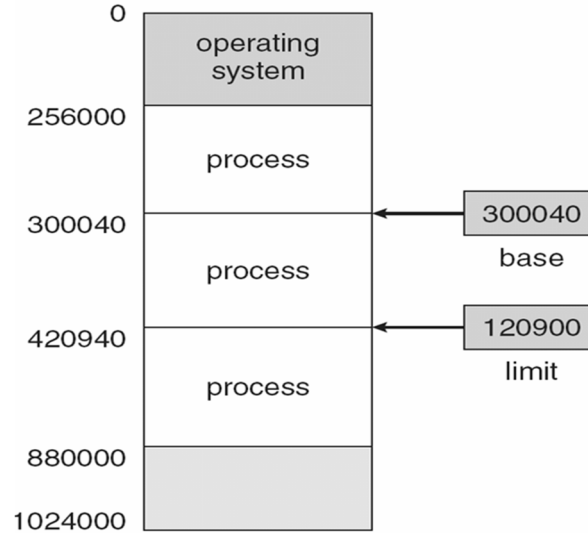 0
operating
system
256000
process
300040
300040
base
process
120900
420940
limit
process
880000
1024000